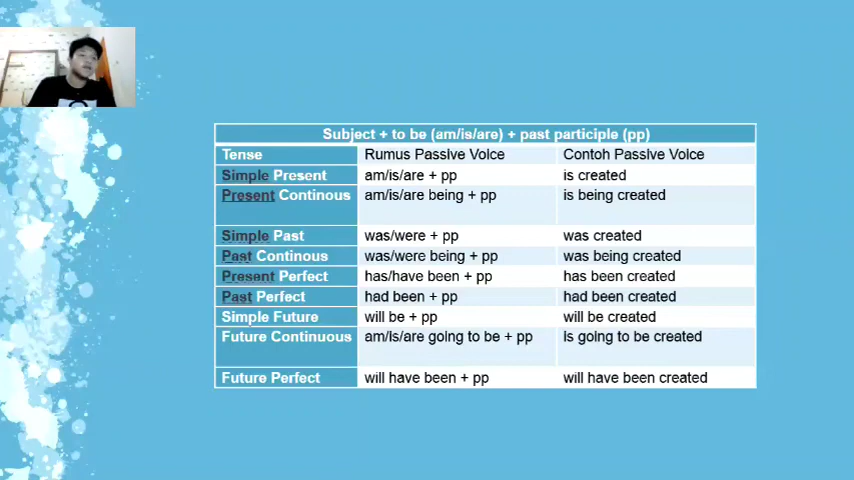 Subject + to be (am/is/are) + past participle (pp)
Tense Rumus Passive Voice Contoh Passive Voice
Simple Present am/is/are + pp is created
Present Continous am/is/are being + pp is being created
Simple Past was/were + pp was created
Past Continous was/were being + pp was being created
Present Perfect has/have been + pp has been created
Past Perfect had been + pp had been created
Simple Future will be + pp will be created
Future Continuous am/is/are going to be + pp is going to be created
Future Perfect will have been + pp will have been created